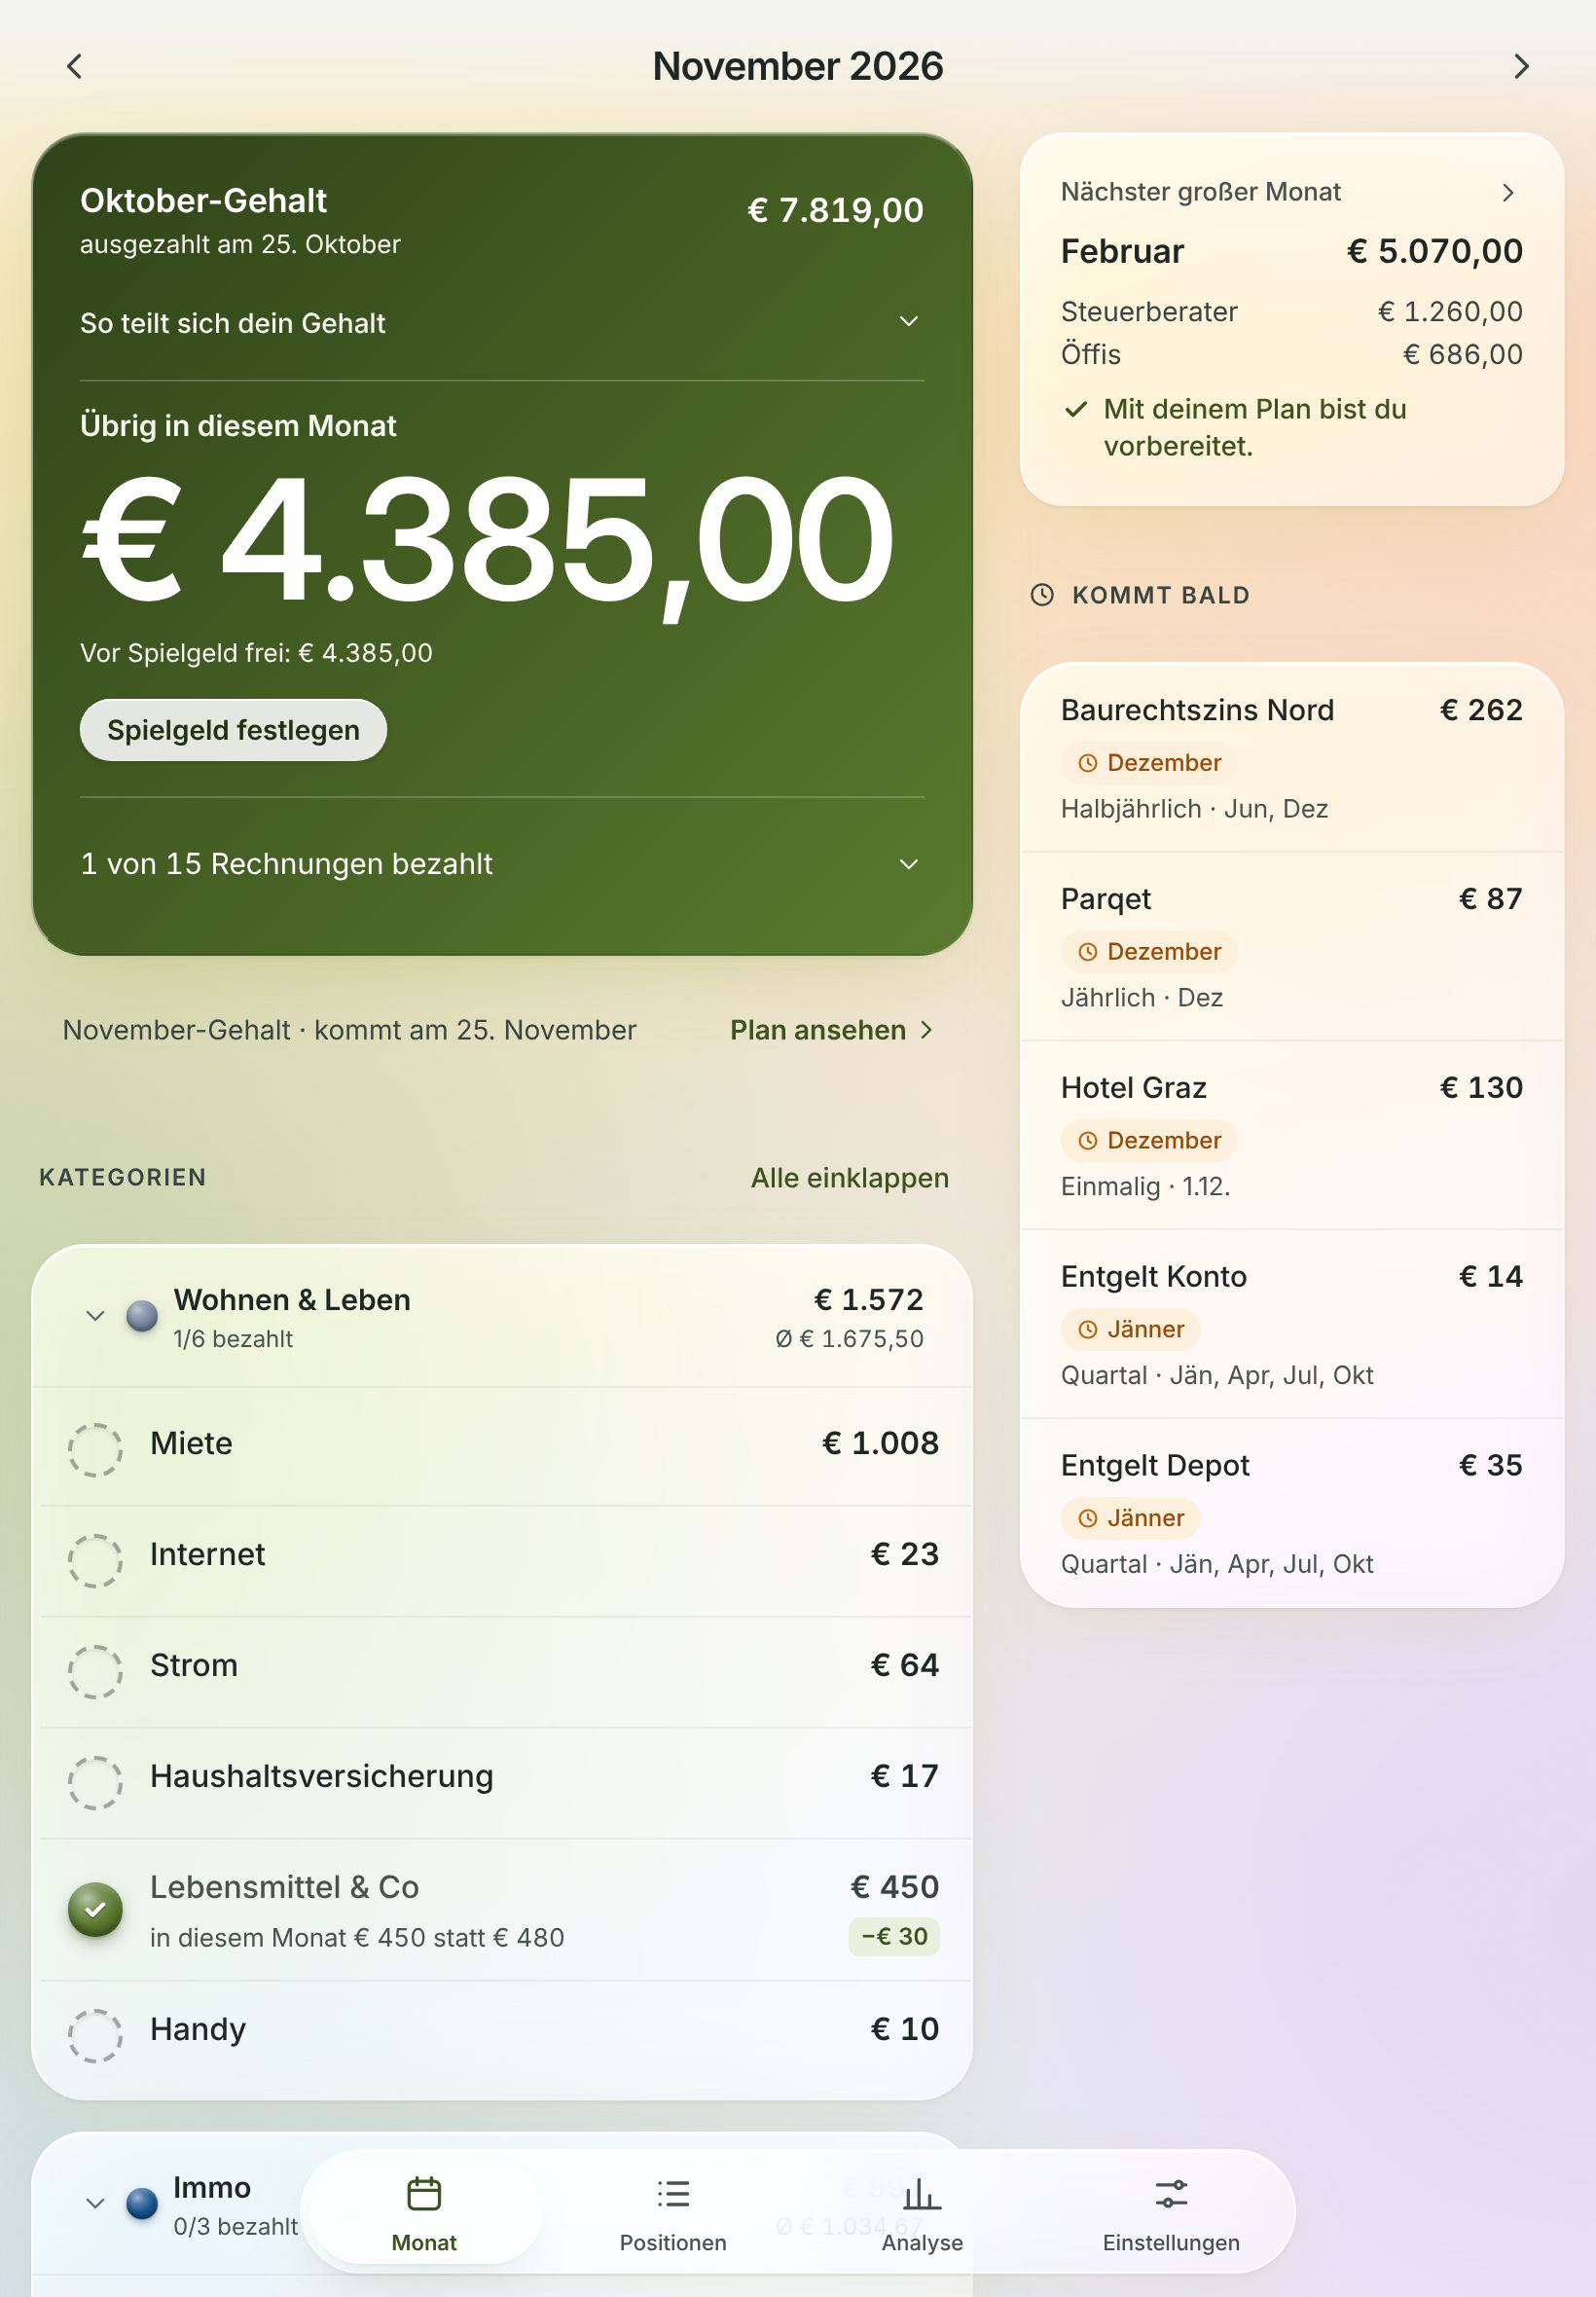 November 2026
Oktober-Gehalt
€ 7.819,00
ausgezahlt am 25. Oktober
So teilt sich dein Gehalt
Übrig in diesem Monat
€ 4.385,00
Vor Spielgeld frei: € 4.385,00
Spielgeld festlegen
1 von 15 Rechnungen bezahlt
November-Gehalt · kommt am 25. November
Plan ansehen
KATEGORIEN
Alle einklappen
Wohnen & Leben
€ 1.572
1/6 bezahlt
Ø € 1.675,50
Miete
€ 1.008
Internet
€ 23
Strom
€ 64
Haushaltsversicherung
€ 17
Lebensmittel & Co
€ 450
in diesem Monat € 450 statt € 480
−€ 30
Handy
€ 10
Immo
0/3 bezahlt
Ø € 1.034,67
Nächster großer Monat
Februar
€ 5.070,00
Steuerberater
€ 1.260,00
Öffis
€ 686,00
Mit deinem Plan bist du
vorbereitet.
KOMMT BALD
Baurechtszins Nord
€ 262
Dezember
Halbjährlich · Jun, Dez
Parqet
€ 87
Dezember
Jährlich · Dez
Hotel Graz
€ 130
Dezember
Einmalig · 1.12.
Entgelt Konto
€ 14
Jänner
Quartal · Jän, Apr, Jul, Okt
Entgelt Depot
€ 35
Jänner
Quartal · Jän, Apr, Jul, Okt
Monat
Positionen
Analyse
Einstellungen